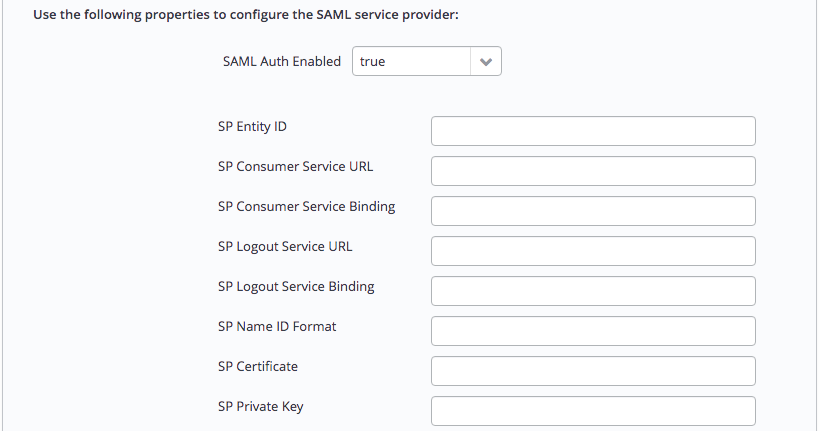 Use the following properties to configure the SAML service provider:
SAML Auth Enabled true
SP Entity ID
SP Consumer Service URL
SP Consumer Service Binding
SP Logout Service URL
SP Logout Service Binding
SP Name ID Format
SP Certificate
SP Private Key